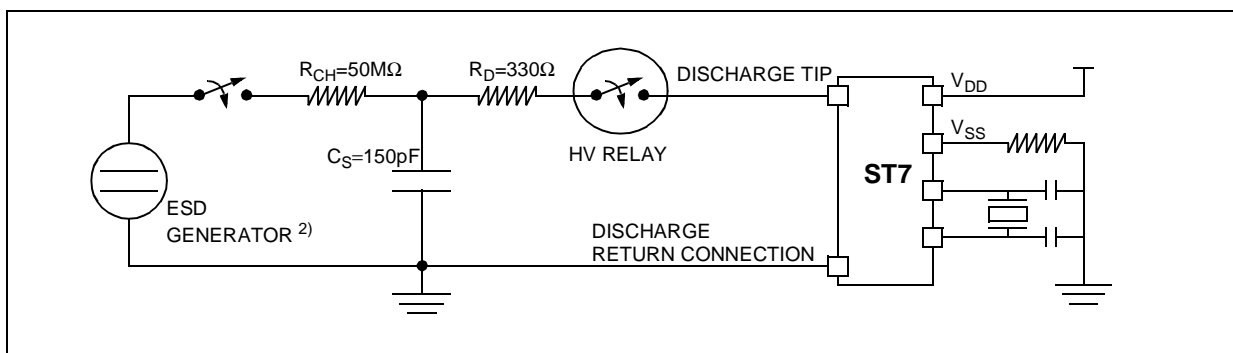 R_CH=50MΩ
R_D=330Ω
DISCHARGE TIP
V_DD
V_SS
HV RELAY
C_S=150pF
ST7
ESD
GENERATOR 2)
DISCHARGE
RETURN CONNECTION